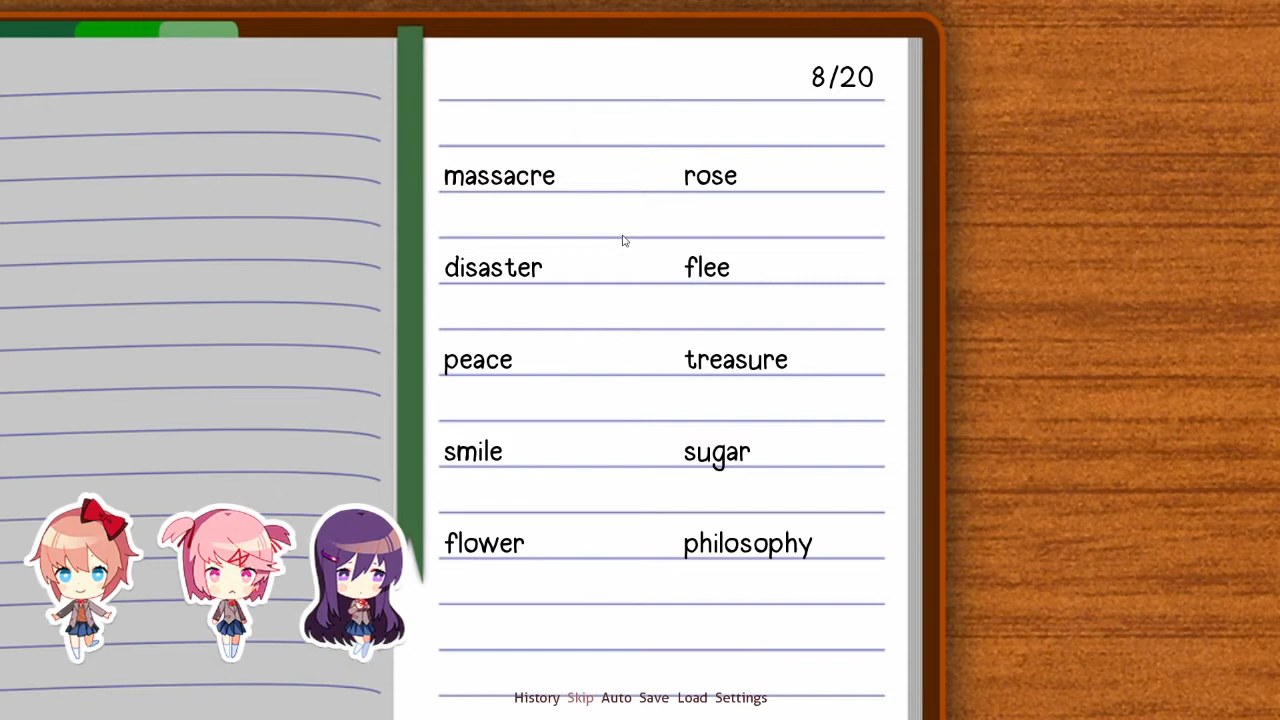 8/20
massacre rose
disaster flee
peace treasure
smile sugar
flower philosophy
History Skip Auto Save Load Settings